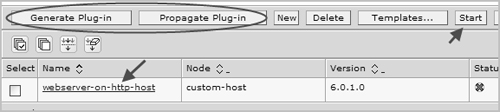 Generate Plug-in Propagate Plug-in New Delete Templates... Start
Select Name Node Version Statu
webserver-on-http-host custom-host 6.0.1.0